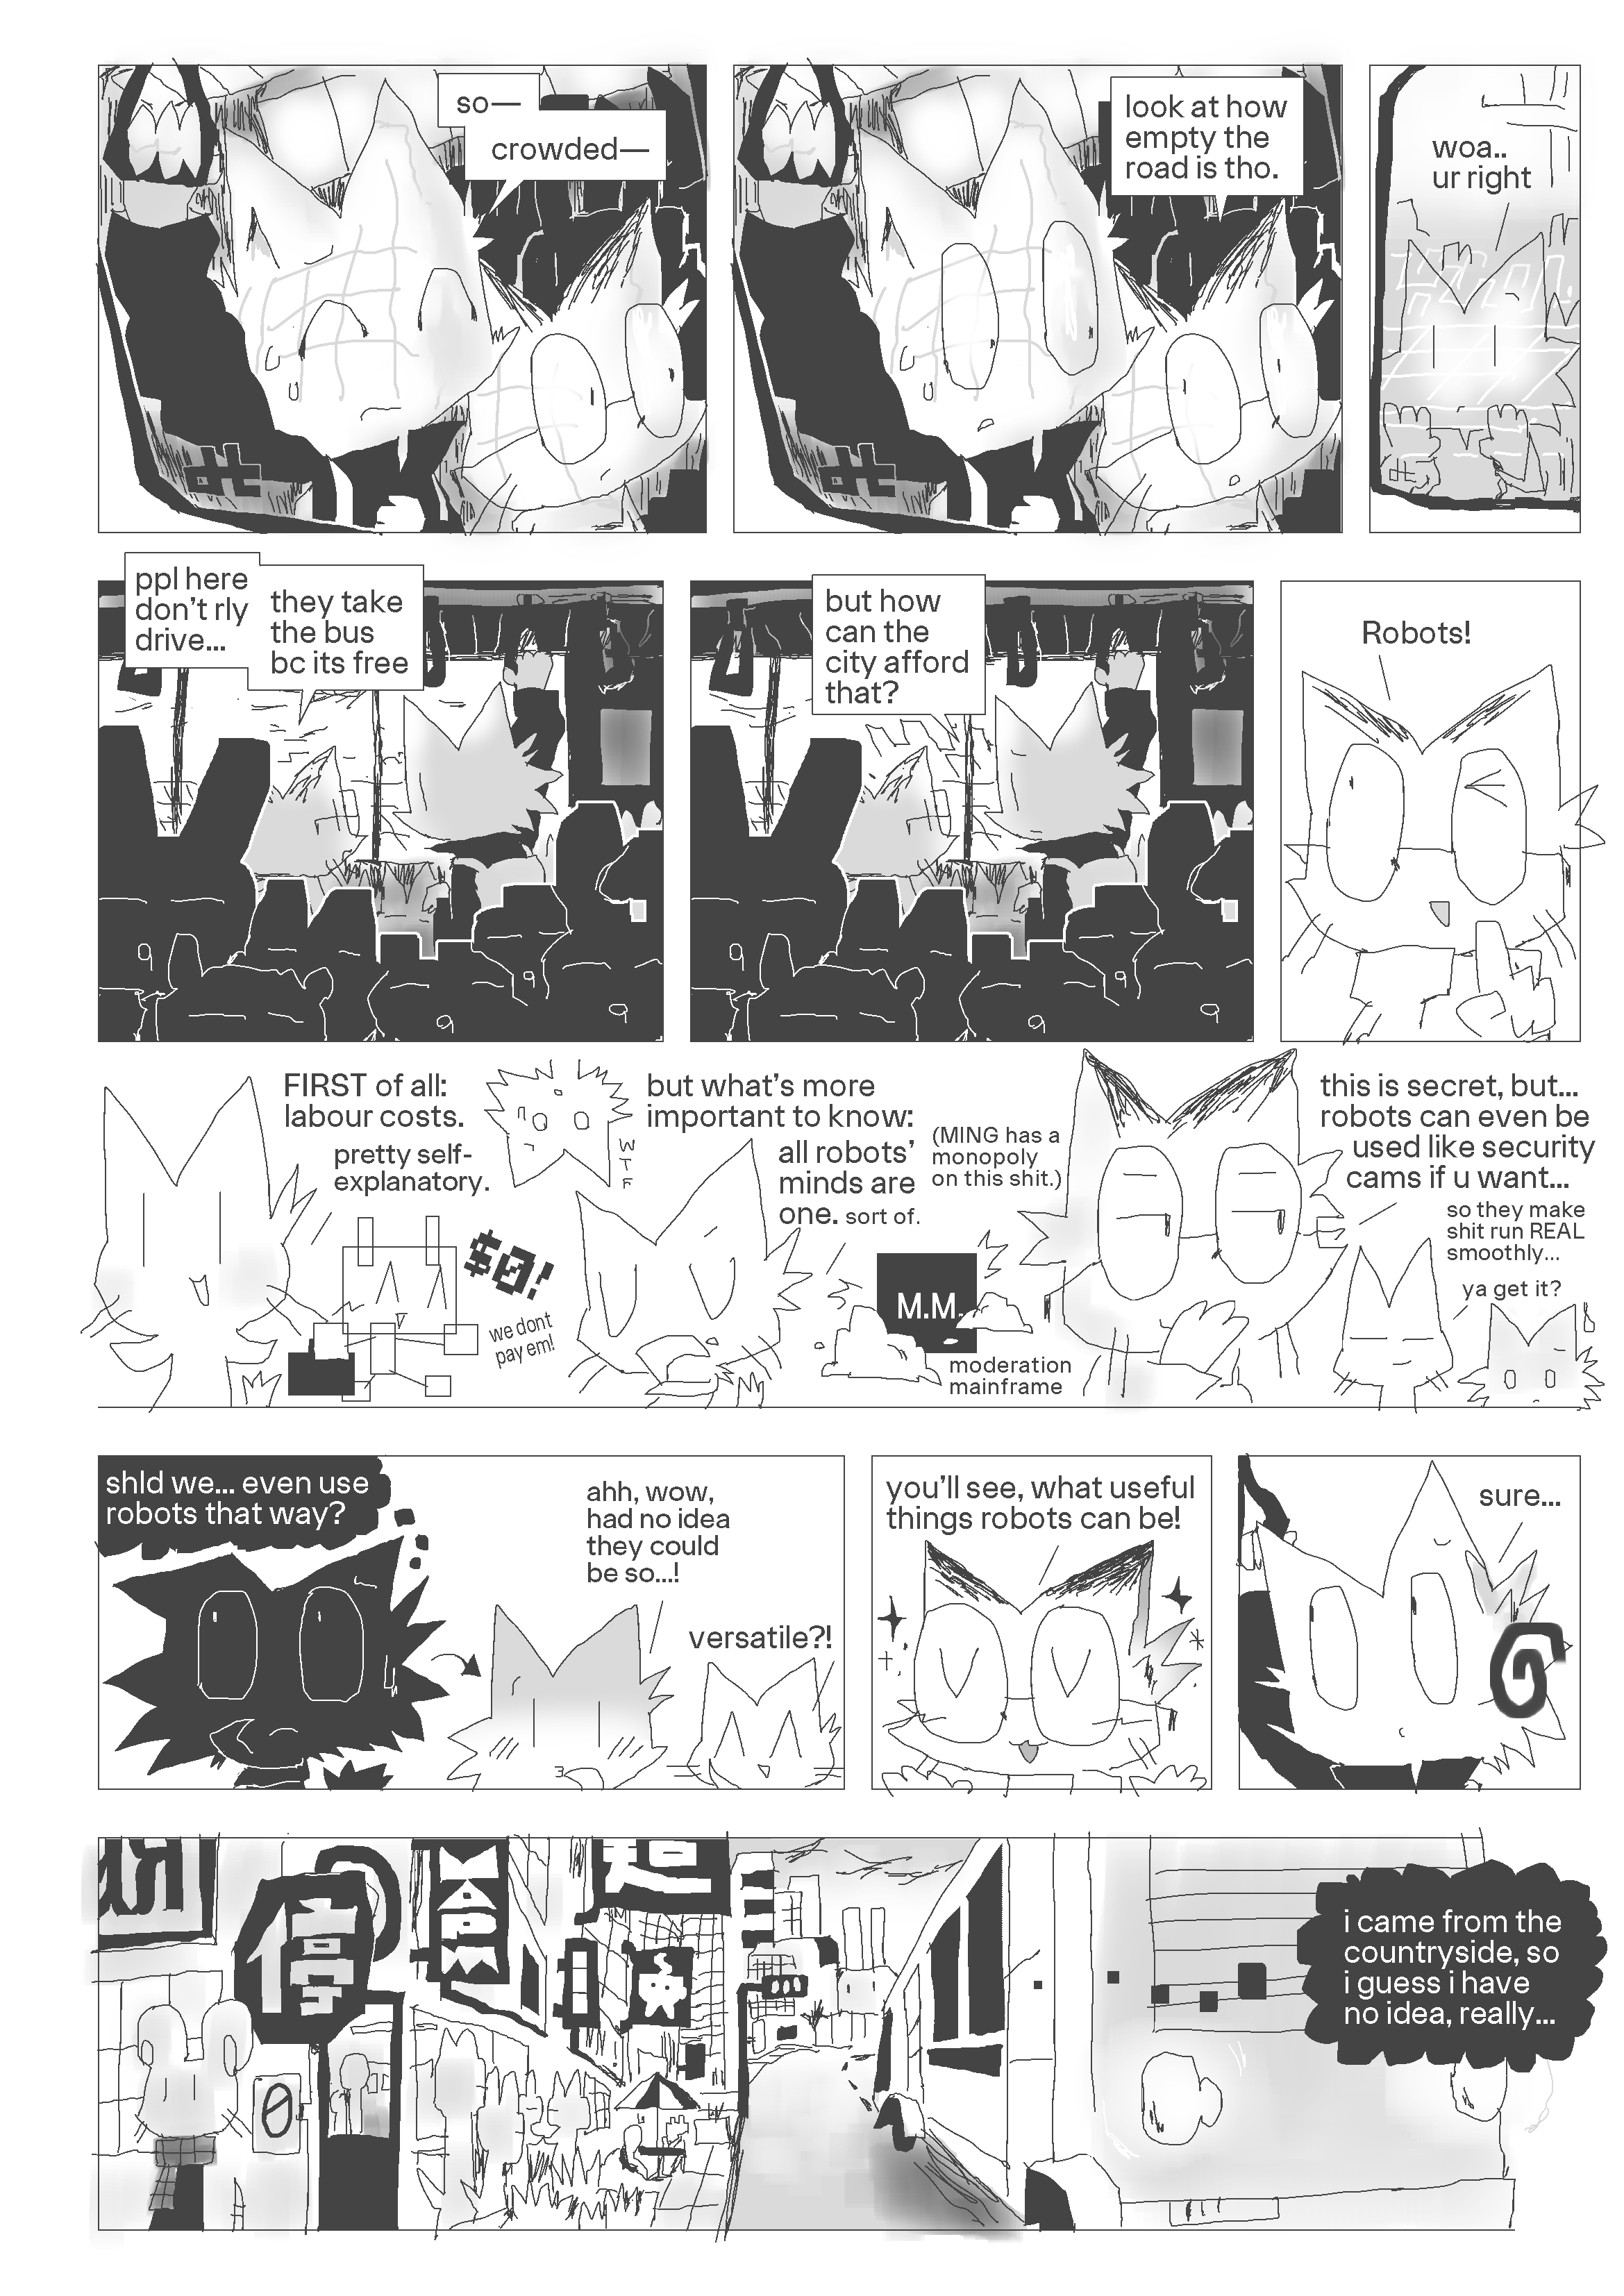 so—
crowded—
look at how
empty the
road is tho.
woa..
ur right
ppl here
don't rly
drive...
they take
the bus
bc its free
but how
can the
city afford
that?
Robots!
FIRST of all:
labour costs.
pretty self-
explanatory.
$0!
we dont
pay em!
WTF
but what's more
important to know:
all robots'
minds are
one. sort of.
(MING has a
monopoly
on this shit.)
M.M.
moderation
mainframe
this is secret, but...
robots can even be
used like security
cams if u want...
so they make
shit run REAL
smoothly...
ya get it?
shld we... even use
robots that way?
ahh, wow,
had no idea
they could
be so...!
versatile?!
you'll see, what useful
things robots can be!
sure...
停
0
i came from the
countryside, so
i guess i have
no idea, really...